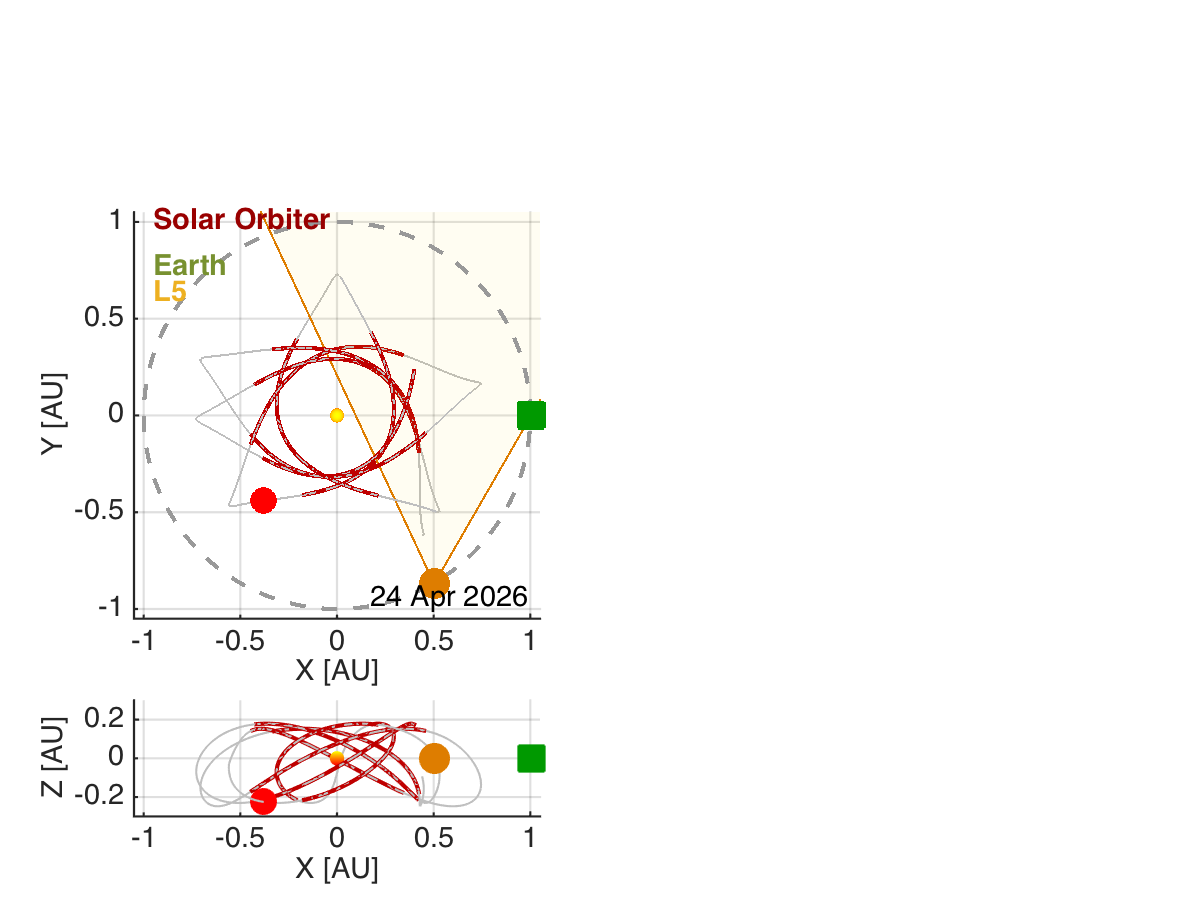 Solar Orbiter
Earth
L5
1
0.5
0
-0.5
-1
Y [AU]
24 Apr 2026
-1 -0.5 0 0.5 1
X [AU]
0.2
0
-0.2
Z [AU]
-1 -0.5 0 0.5 1
X [AU]